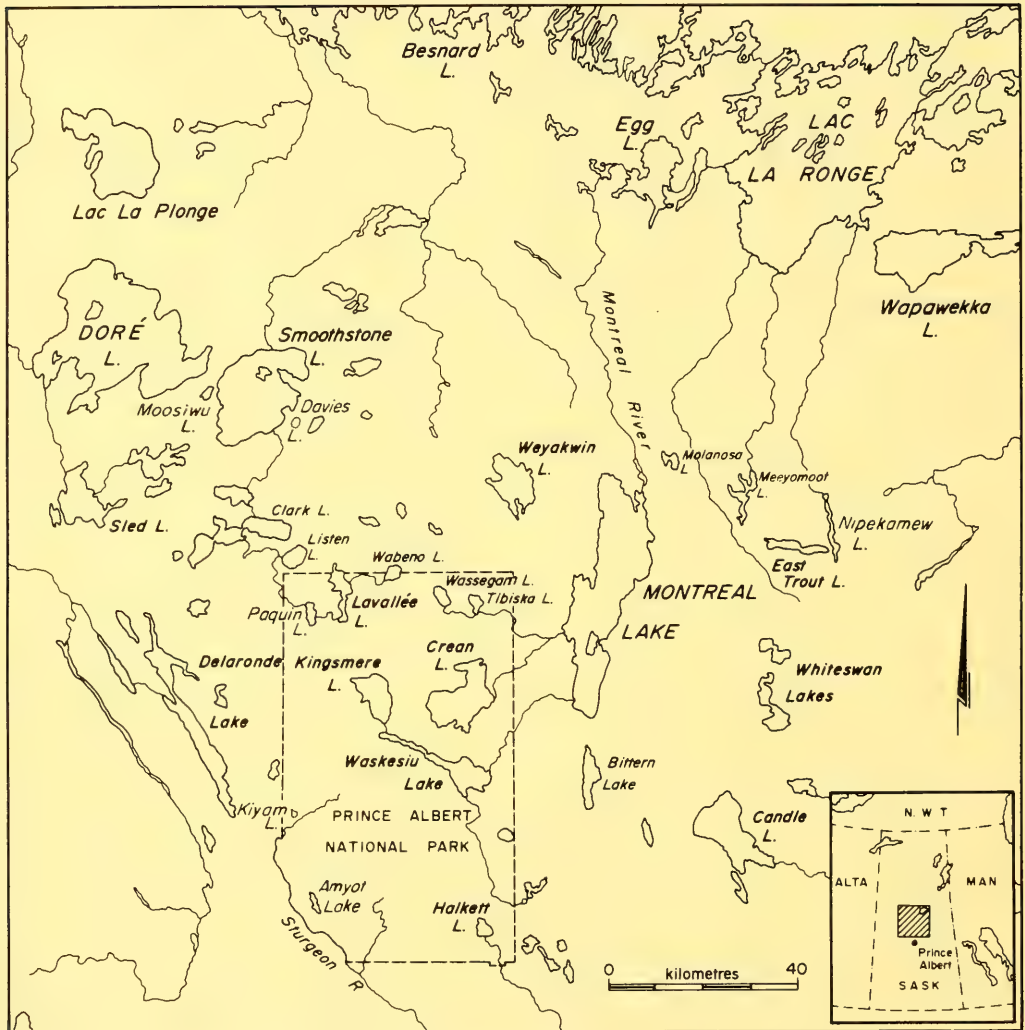 Besnard
L.
Egg
L.
LAC
LA RONGE
Lac La Plonge
Wapawekka
L.
DORÉ
L.
Smoothstone
L.
Montreal River
Moosiwu
L.
Davies
L.
Weyakwin
L.
Molanosa
L
Meeyomoot
L.
Sled L.
Clark L.
Listen
L.
Nipekamew
L.
East
Trout L.
Wabeno L.
Wassegam L.
Tibiska L.
Paquin
L.
Lavallée
L.
MONTREAL
LAKE
Delaronde
Lake
Kingsmere
L.
Crean
L.
Whiteswan
Lakes
Waskesiu
Lake
Bittern
Lake
Kiyam
L.
PRINCE ALBERT
NATIONAL PARK
Candle
L.
Amyot
Lake
Halkett
L.
Sturgeon R
0 kilometres 40
N. W. T
ALTA
MAN
Prince
Albert
SASK